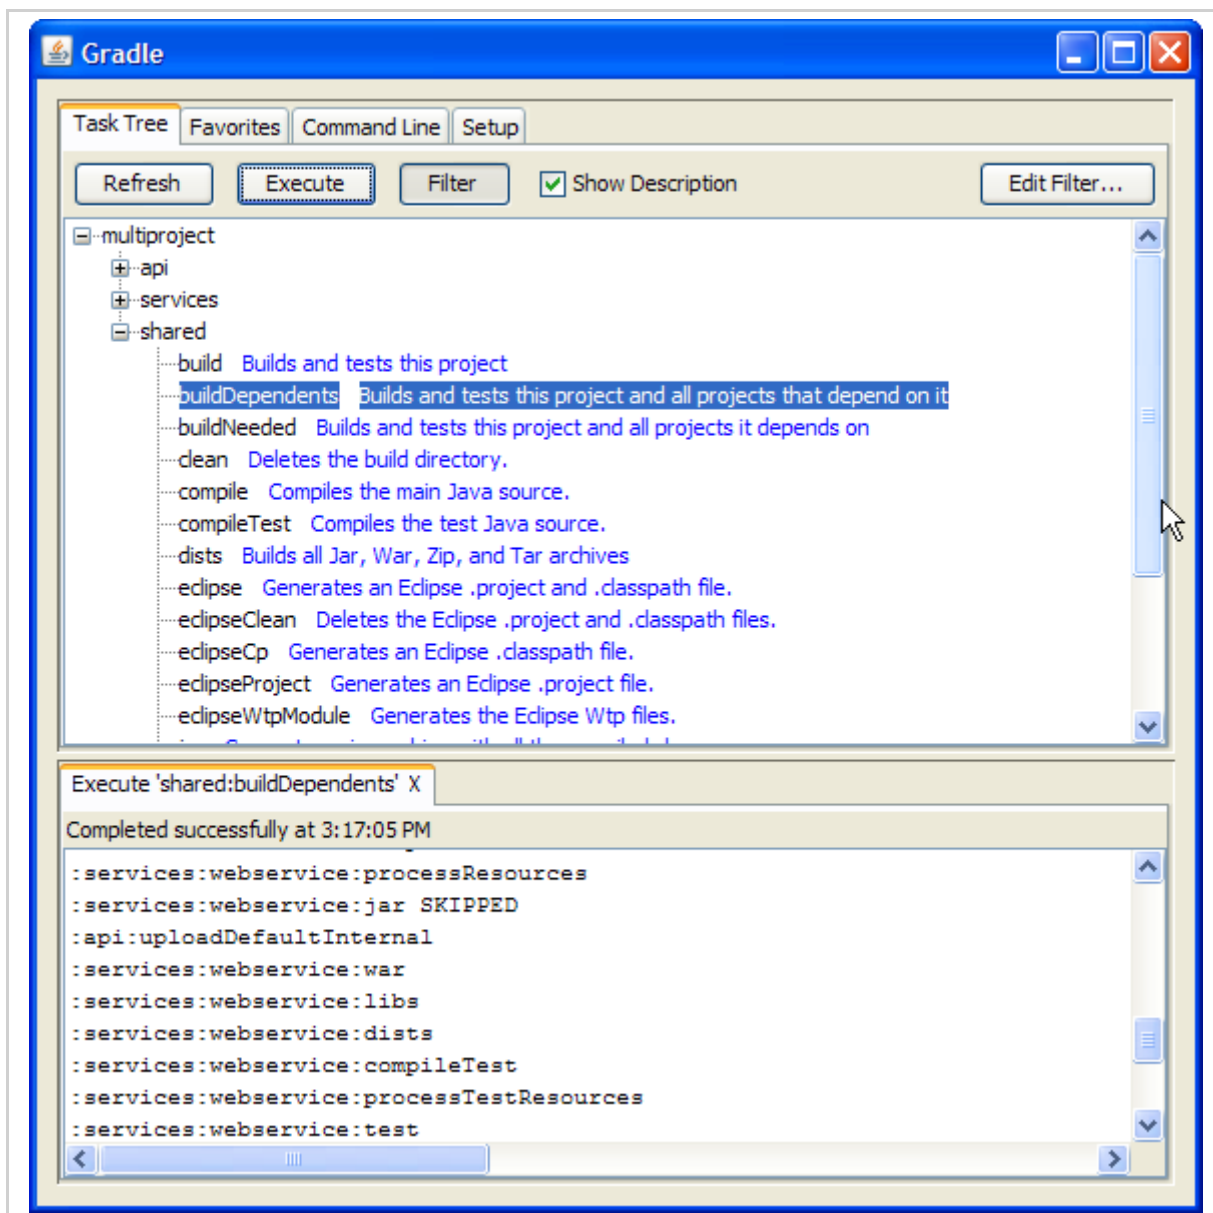 Gradle
Task Tree Favorites Command Line Setup
Refresh Execute Filter Show Description Edit Filter...
multiproject
api
services
shared
build Builds and tests this project
buildDependents Builds and tests this project and all projects that depend on it
buildNeeded Builds and tests this project and all projects it depends on
clean Deletes the build directory.
compile Compiles the main Java source.
compileTest Compiles the test Java source.
dists Builds all Jar, War, Zip, and Tar archives
eclipse Generates an Eclipse .project and .classpath file.
eclipseClean Deletes the Eclipse .project and .classpath files.
eclipseCp Generates an Eclipse .classpath file.
eclipseProject Generates an Eclipse .project file.
eclipseWtpModule Generates the Eclipse Wtp files.
Execute 'shared:buildDependents' X
Completed successfully at 3:17:05 PM
:services:webservice:processResources
:services:webservice:jar SKIPPED
:api:uploadDefaultInternal
:services:webservice:war
:services:webservice:libs
:services:webservice:dists
:services:webservice:compileTest
:services:webservice:processTestResources
:services:webservice:test